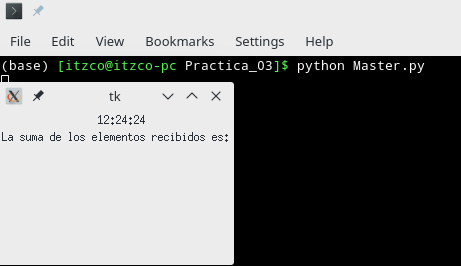 File Edit View Bookmarks Settings Help
(base) [itzco@itzco-pc Practica_03]$ python Master.py
tk
12:24:24
La suma de los elementos recibidos es: